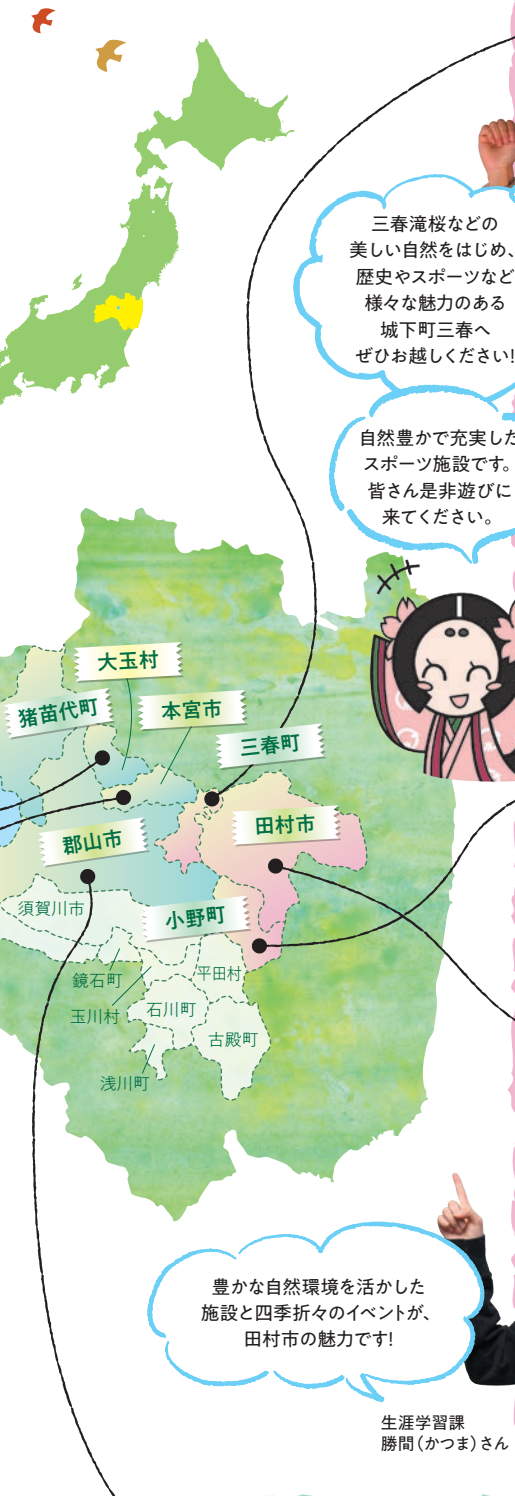 三春滝桜などの
美しい自然をはじめ、
歴史やスポーツなど
様々な魅力のある
城下町三春へ
ぜひお越しください!
自然豊かで充実した
スポーツ施設です。
皆さん是非遊びに
来てください。
大玉村
猪苗代町
本宮市
三春町
郡山市
田村市
須賀川市
小野町
鏡石町
平田村
玉川村
石川町
古殿町
浅川町
豊かな自然環境を活かした
施設と四季折々のイベントが、
田村市の魅力です!
生涯学習課
勝間(かつま)さん